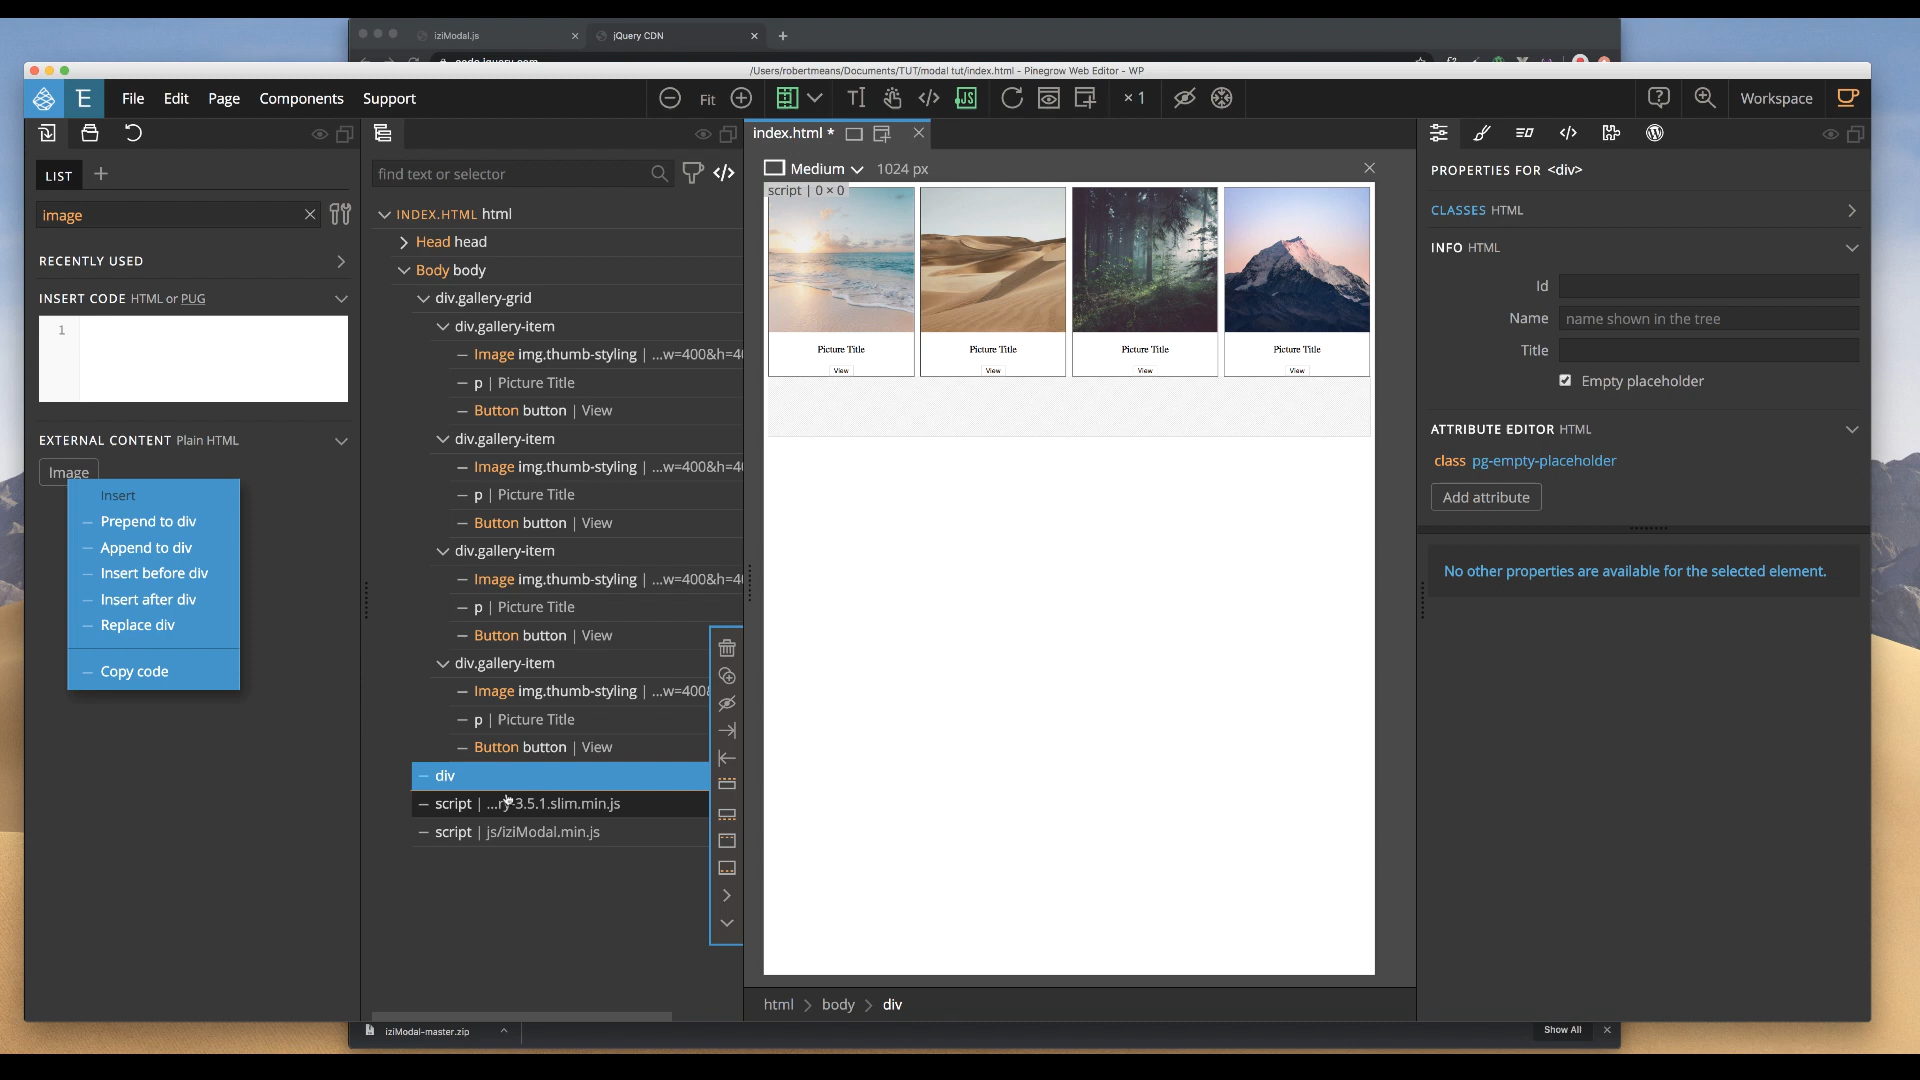 iziModal.js
jQuery CDN
code.jquery.com
/Users/robertmeans/Documents/TUT/modal tut/index.html - Pinegrow Web Editor - WP
File Edit Page Components Support
Fit
JS
× 1
Workspace
LIST
image
RECENTLY USED
INSERT CODE HTML or PUG
1
EXTERNAL CONTENT Plain HTML
Image
Insert
Prepend to div
Append to div
Insert before div
Insert after div
Replace div
Copy code
find text or selector
INDEX.HTML html
Head head
Body body
div.gallery-grid
div.gallery-item
Image img.thumb-styling | ...w=400&h=40
p | Picture Title
Button button | View
div.gallery-item
Image img.thumb-styling | ...w=400&h=40
p | Picture Title
Button button | View
div.gallery-item
Image img.thumb-styling | ...w=400&h=40
p | Picture Title
Button button | View
div.gallery-item
Image img.thumb-styling | ...w=400&
p | Picture Title
Button button | View
div
script | ...ry-3.5.1.slim.min.js
script | js/iziModal.min.js
index.html *
Medium 1024 px
script | 0 × 0
Picture Title Picture Title Picture Title Picture Title
View View View View
html > body > div
PROPERTIES FOR <div>
CLASSES HTML
INFO HTML
Id
Name name shown in the tree
Title
Empty placeholder
ATTRIBUTE EDITOR HTML
class pg-empty-placeholder
Add attribute
No other properties are available for the selected element.
iziModal-master.zip
Show All